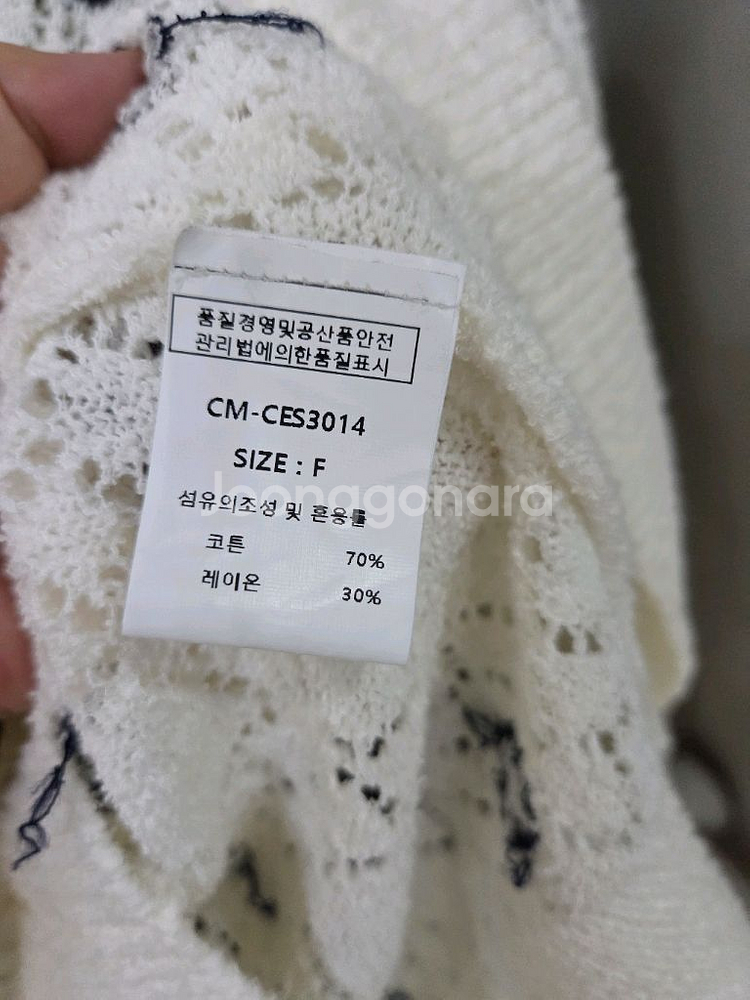 품질경영및공산품안전
관리법에의한품질표시
CM-CES3014
SIZE : F
섬유의조성 및 혼용률
코튼 70%
레이온 30%
Joonggonara